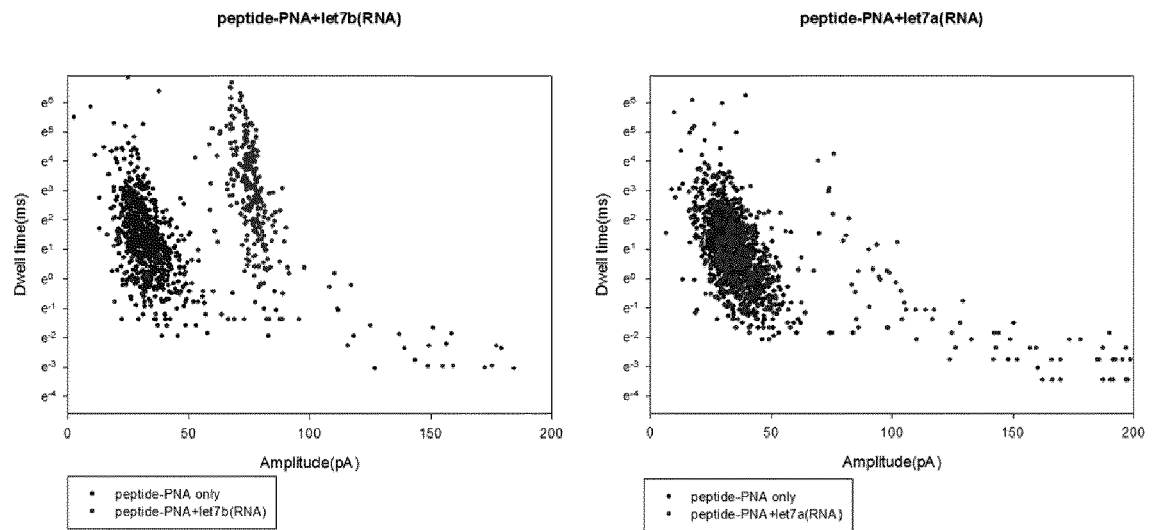 peptide-PNA+let7b(RNA)
peptide-PNA+let7a(RNA)
Dwell time(ms)
e⁶
e⁵
e⁴
e³
e²
e¹
e⁰
e⁻¹
e⁻²
e⁻³
e⁻⁴
0
50
100
150
200
Amplitude(pA)
peptide-PNA only
peptide-PNA+let7b(RNA)
Dwell time(ms)
e⁶
e⁵
e⁴
e³
e²
e¹
e⁰
e⁻¹
e⁻²
e⁻³
e⁻⁴
0
50
100
150
200
Amplitude(pA)
peptide-PNA only
peptide-PNA+let7a(RNA)